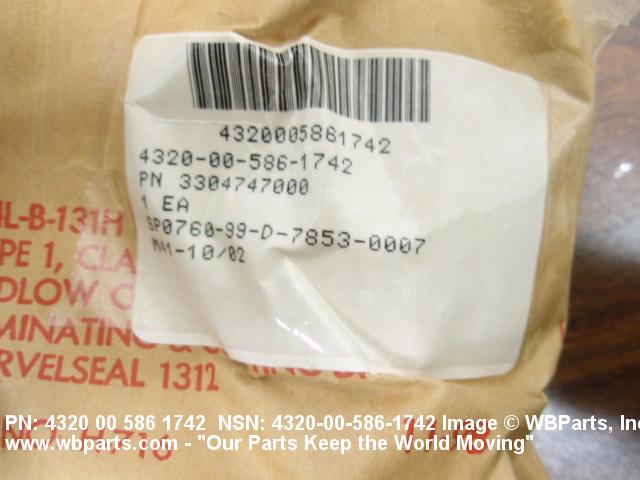 4320005861742
4320-00-586-1742
PN 3304747000
1 EA
SP0760-99-D-7853-0007
M41-10/02
IL-B-131H
PE 1, CLA
DLOW C
MINATING &
RVELSEAL 1312
PN: 4320 00 586 1742 NSN: 4320-00-586-1742 Image © WBParts, Inc
www.wbparts.com - "Our Parts Keep the World Moving"